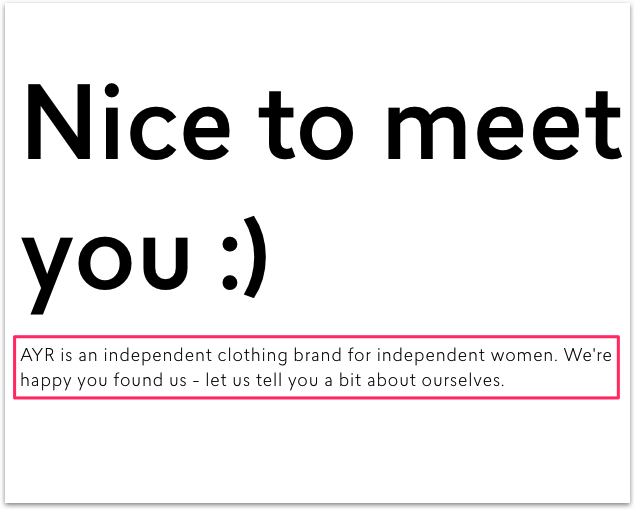 Nice to meet
you :)
AYR is an independent clothing brand for independent women. We're
happy you found us - let us tell you a bit about ourselves.